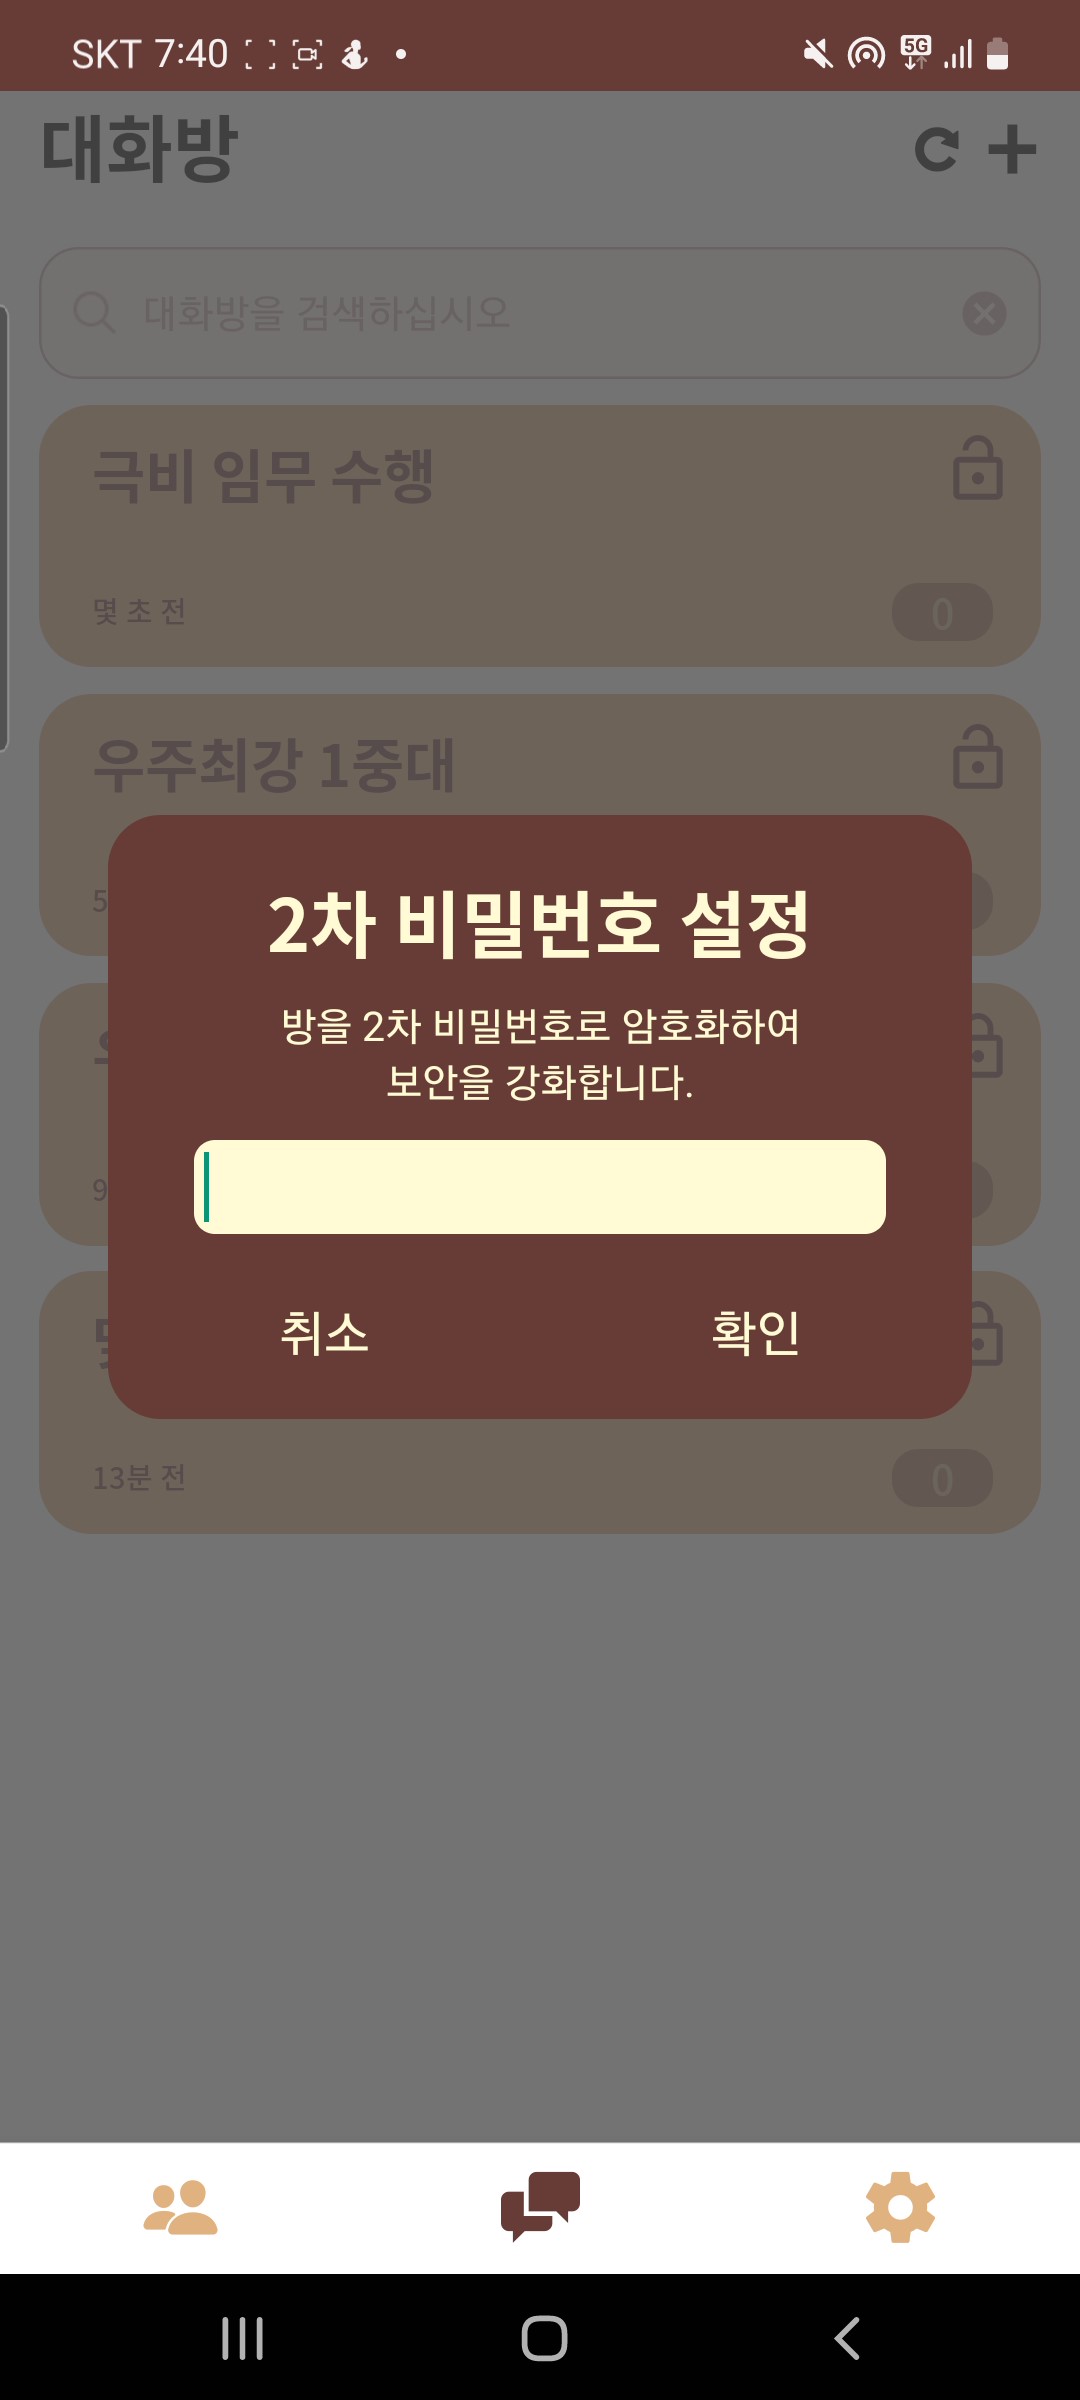 SKT 7:40
5G
대화방
대화방을 검색하십시오
극비 임무 수행
몇 초 전
0
우주최강 1중대
5
2차 비밀번호 설정
방을 2차 비밀번호로 암호화하여
보안을 강화합니다.
9
취소
확인
13분 전
0